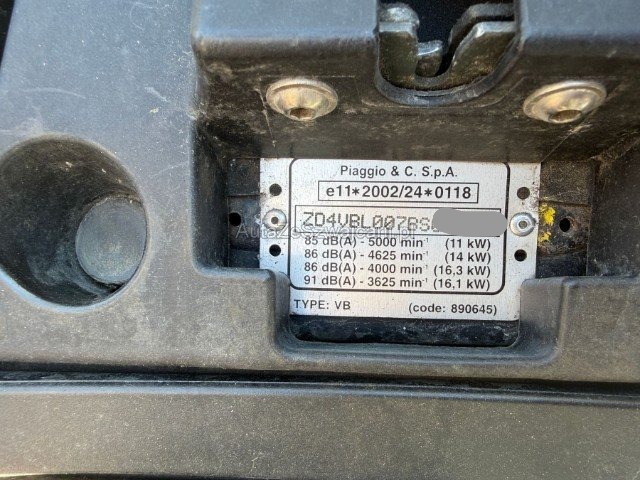 Piaggio & C. S.p.A.
e11*2002/24*0118
ZD4VBL007BS
85 dB(A) - 5000 min⁻¹ (11 kW)
86 dB(A) - 4625 min⁻¹ (14 kW)
86 dB(A) - 4000 min⁻¹ (16,3 kW)
91 dB(A) - 3625 min⁻¹ (16,1 kW)
TYPE: VB (code: 890645)